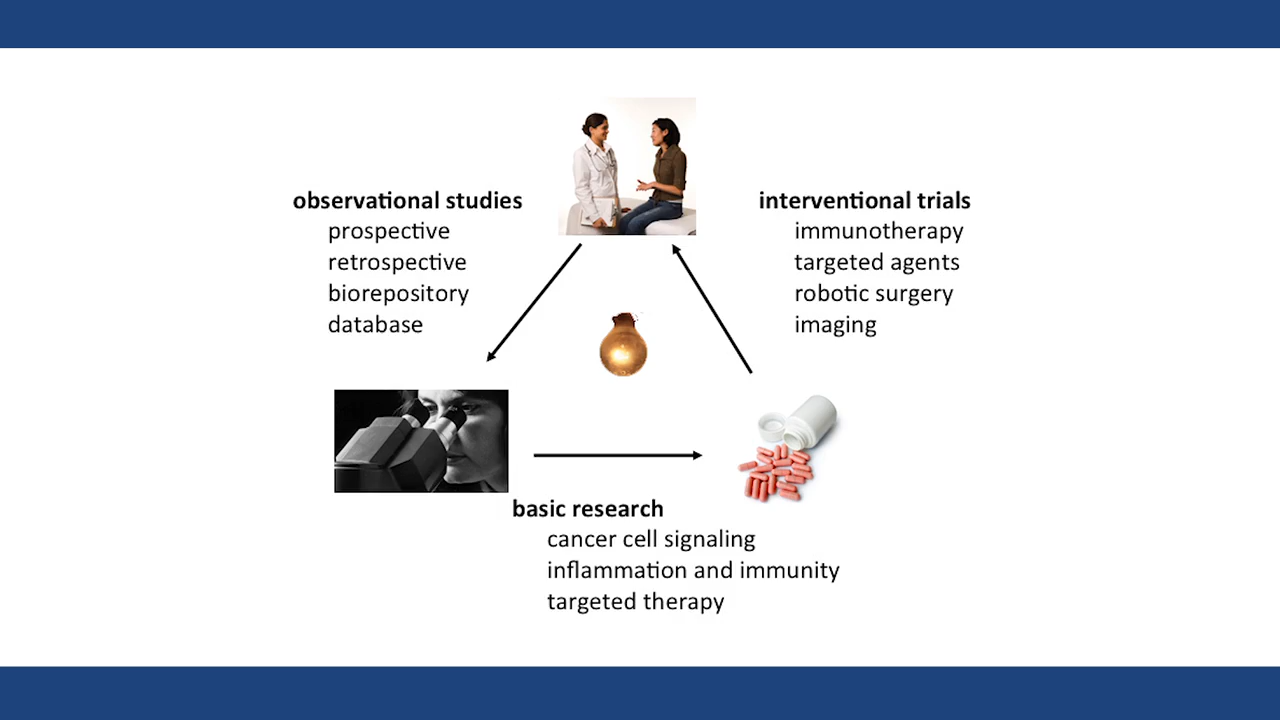 observational studies
prospective
retrospective
biorepository
database
interventional trials
immunotherapy
targeted agents
robotic surgery
imaging
basic research
cancer cell signaling
inflammation and immunity
targeted therapy